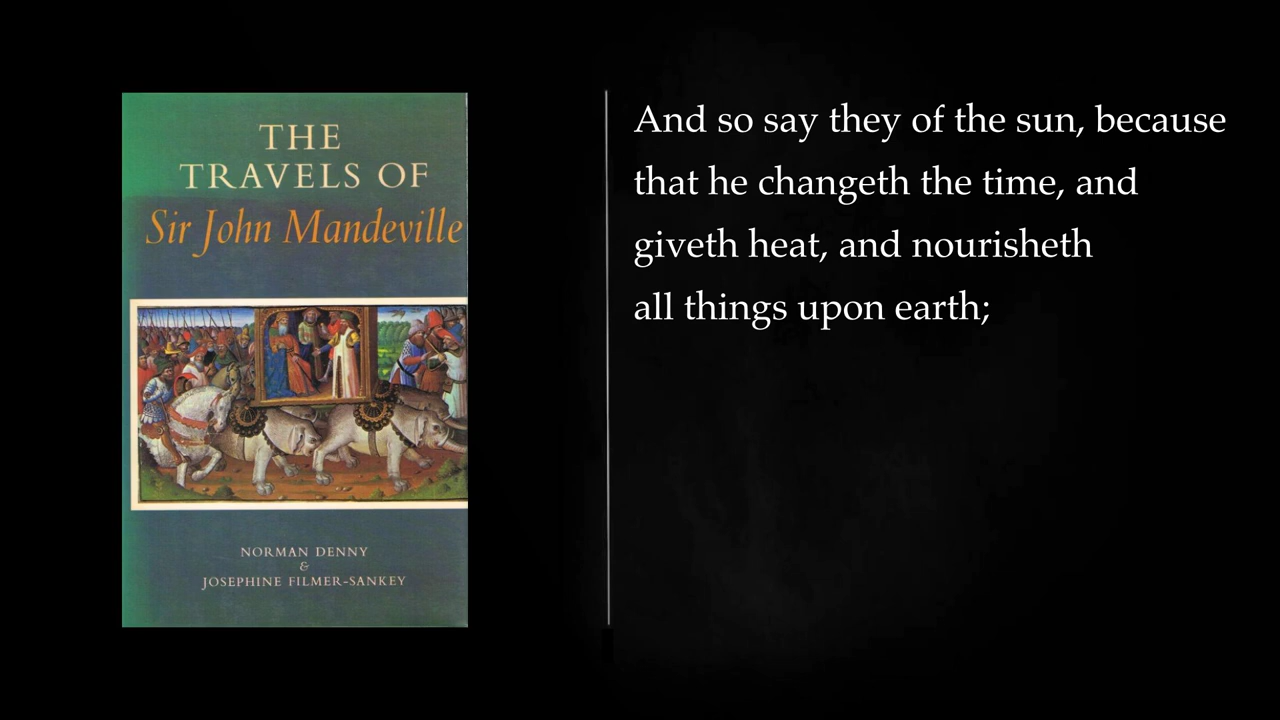 THE
TRAVELS OF
Sir John Mandeville
NORMAN DENNY
&
JOSEPHINE FILMER-SANKEY
And so say they of the sun, because
that he changeth the time, and
giveth heat, and nourisheth
all things upon earth;